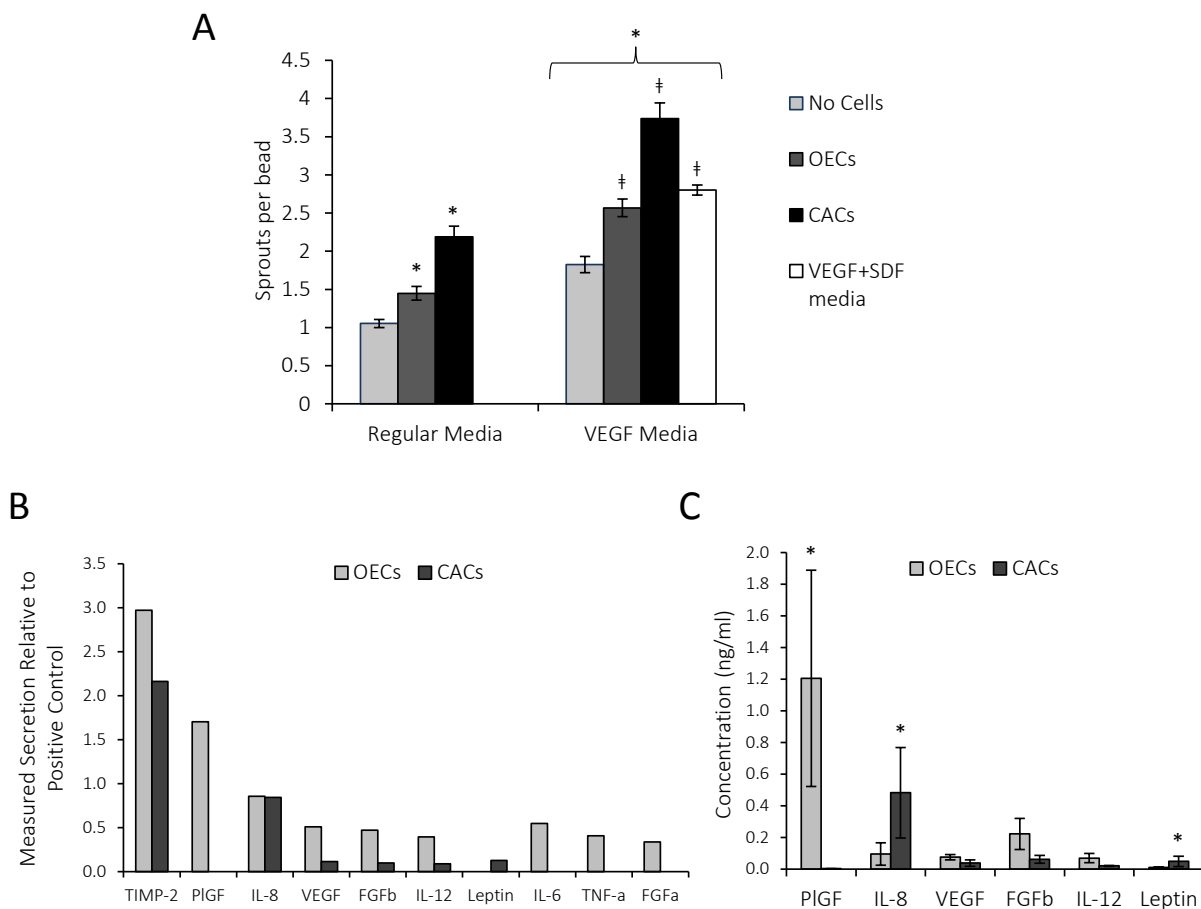 A
*
4.5
4
3.5
3
2.5
2
1.5
1
0.5
0
Sprouts per bead
* * ǂ ǂ ǂ
Regular Media VEGF Media
No Cells
OECs
CACs
VEGF+SDF
media
B
3.5
3.0
2.5
2.0
1.5
1.0
0.5
0.0
Measured Secretion Relative to
Positive Control
OECs CACs
TIMP-2 PlGF IL-8 VEGF FGFb IL-12 Leptin IL-6 TNF-a FGFa
C
2.0
1.8
1.6
1.4
1.2
1.0
0.8
0.6
0.4
0.2
0.0
Concentration (ng/ml)
OECs CACs
* * *
PlGF IL-8 VEGF FGFb IL-12 Leptin